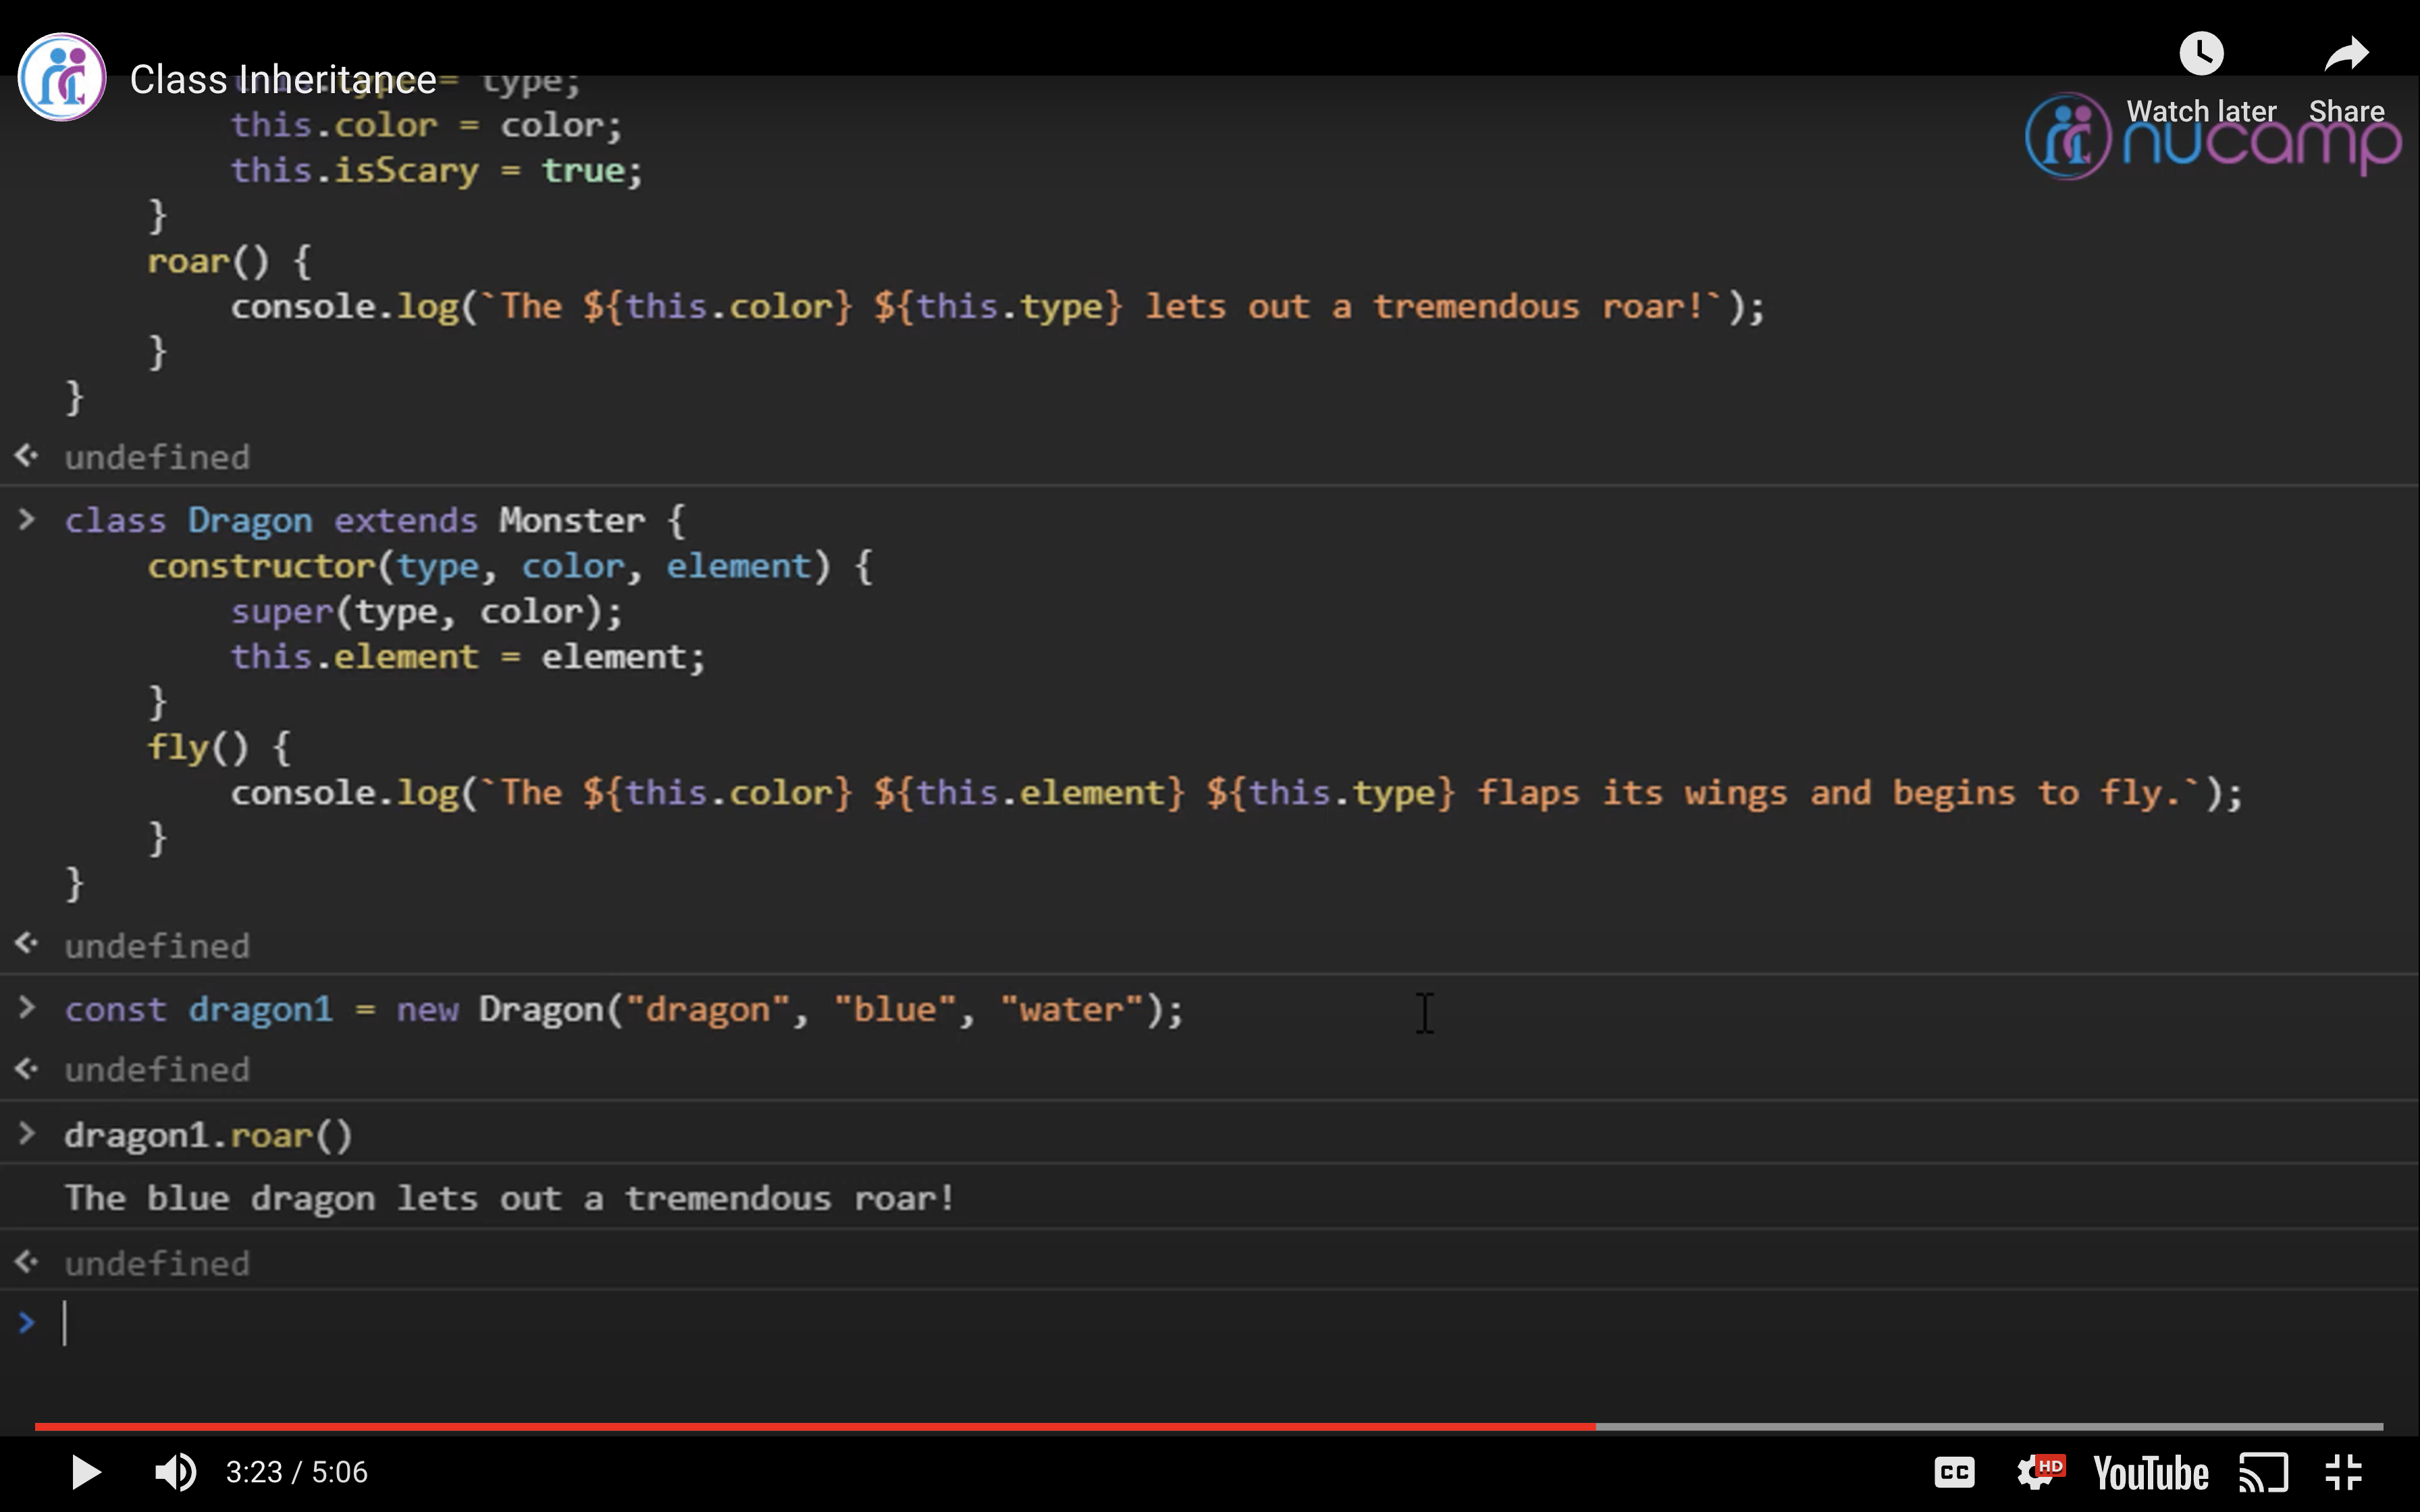 Class Inheritance
Watch later
Share
nucamp
type = type;
this.color = color;
this.isScary = true;
}
roar() {
console.log(`The ${this.color} ${this.type} lets out a tremendous roar!`);
}
}
undefined
> class Dragon extends Monster {
constructor(type, color, element) {
super(type, color);
this.element = element;
}
fly() {
console.log(`The ${this.color} ${this.element} ${this.type} flaps its wings and begins to fly.`);
}
}
undefined
> const dragon1 = new Dragon("dragon", "blue", "water");
undefined
> dragon1.roar()
The blue dragon lets out a tremendous roar!
undefined
>
3:23 / 5:06
CC
HD
YouTube